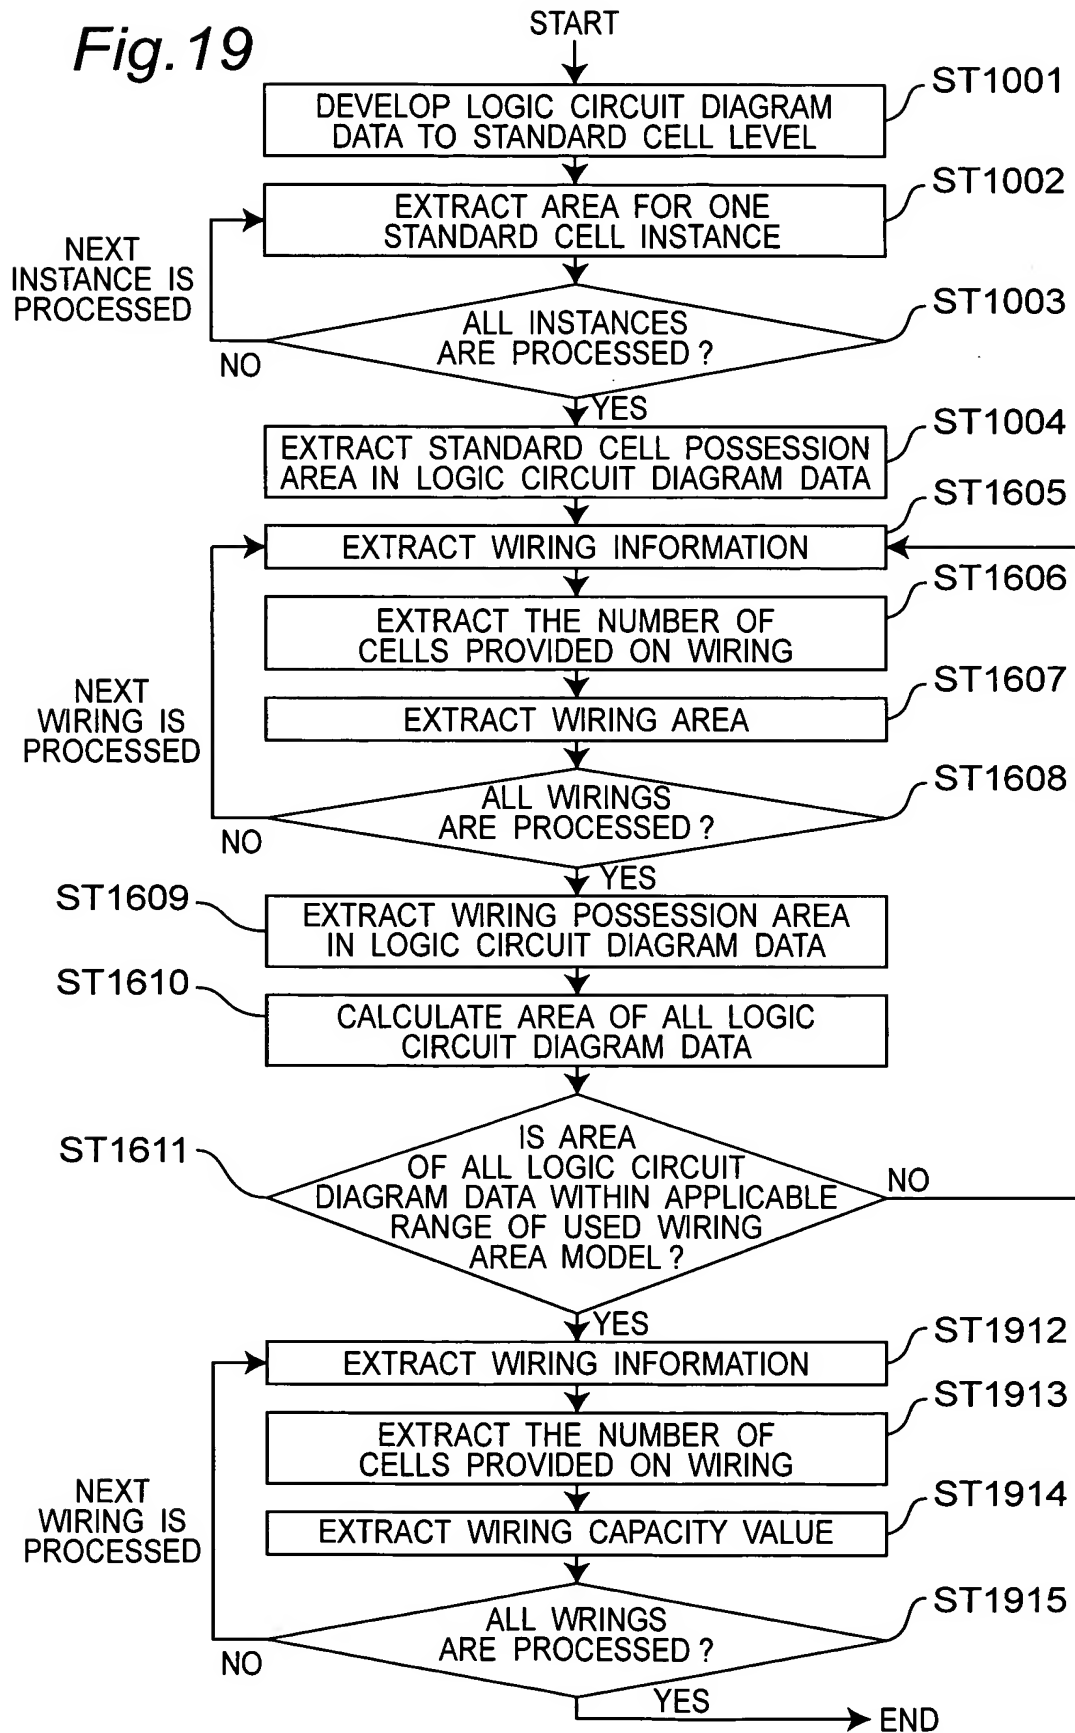 Fig.19
START
DEVELOP LOGIC CIRCUIT DIAGRAM
DATA TO STANDARD CELL LEVEL
ST1001
EXTRACT AREA FOR ONE
STANDARD CELL INSTANCE
ST1002
NEXT
INSTANCE IS
PROCESSED
ALL INSTANCES
ARE PROCESSED?
ST1003
NO
YES
EXTRACT STANDARD CELL POSSESSION
AREA IN LOGIC CIRCUIT DIAGRAM DATA
ST1004
EXTRACT WIRING INFORMATION
ST1605
EXTRACT THE NUMBER OF
CELLS PROVIDED ON WIRING
ST1606
EXTRACT WIRING AREA
ST1607
NEXT
WIRING IS
PROCESSED
ALL WIRINGS
ARE PROCESSED?
ST1608
NO
YES
ST1609
EXTRACT WIRING POSSESSION AREA
IN LOGIC CIRCUIT DIAGRAM DATA
ST1610
CALCULATE AREA OF ALL LOGIC
CIRCUIT DIAGRAM DATA
ST1611
IS AREA
OF ALL LOGIC CIRCUIT
DIAGRAM DATA WITHIN APPLICABLE
RANGE OF USED WIRING
AREA MODEL?
NO
YES
EXTRACT WIRING INFORMATION
ST1912
EXTRACT THE NUMBER OF
CELLS PROVIDED ON WIRING
ST1913
EXTRACT WIRING CAPACITY VALUE
ST1914
NEXT
WIRING IS
PROCESSED
ALL WRINGS
ARE PROCESSED?
ST1915
NO
YES
END